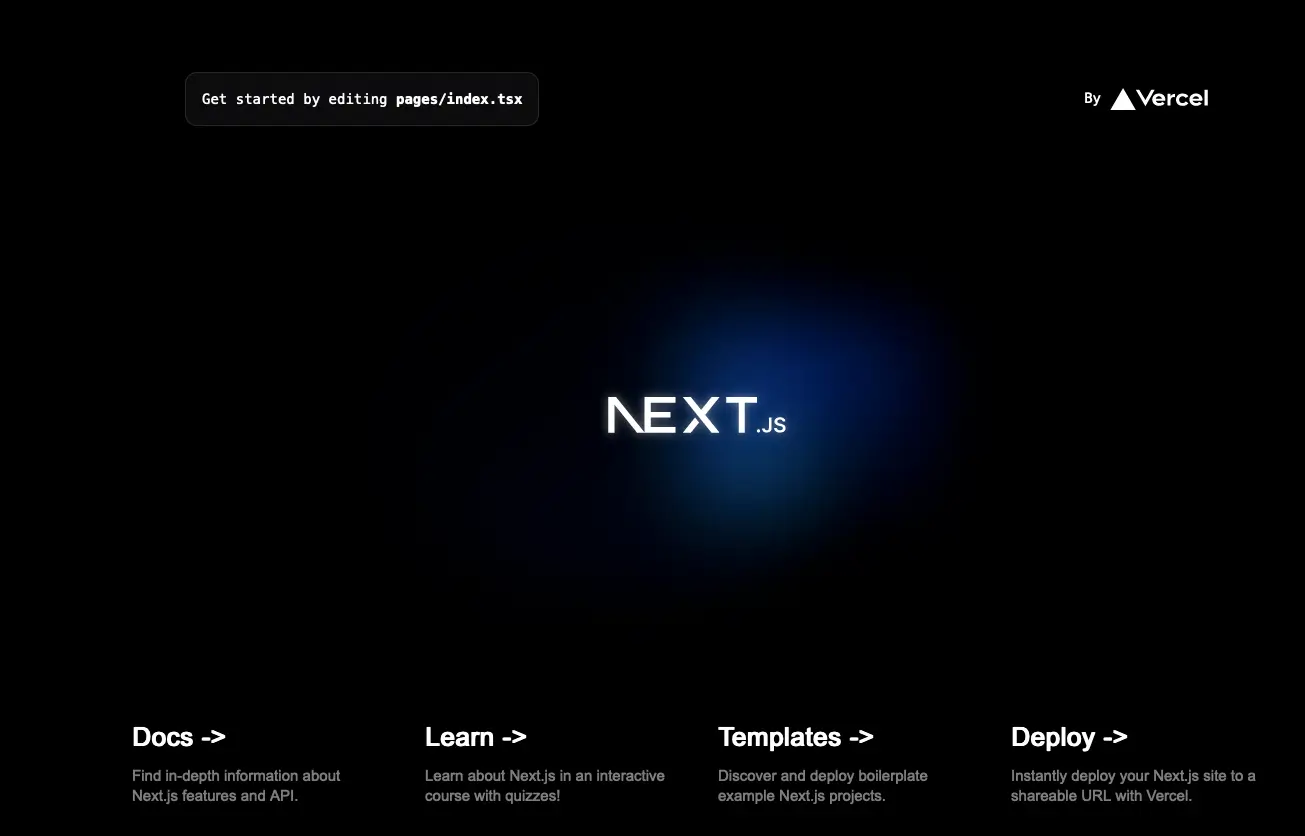 Get started by editing pages/index.tsx
By Vercel
NEXT.JS
Docs ->
Find in-depth information about
Next.js features and API.
Learn ->
Learn about Next.js in an interactive
course with quizzes!
Templates ->
Discover and deploy boilerplate
example Next.js projects.
Deploy ->
Instantly deploy your Next.js site to a
shareable URL with Vercel.